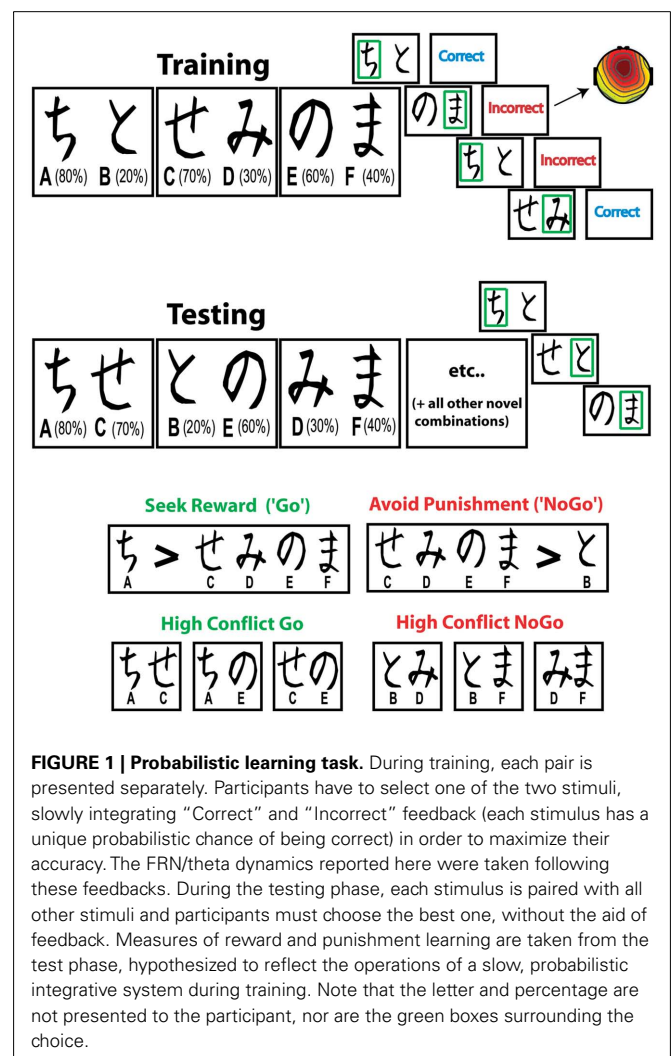 Training
ち と せ み の ま
A (80%) B (20%) C (70%) D (30%) E (60%) F (40%)
ち と Correct
の ま Incorrect
ち と Incorrect
せ み Correct
Testing
ち せ と の み ま
A (80%) C (70%) B (20%) E (60%) D (30%) F (40%)
etc..
(+ all other novel
combinations)
ち と
せ と
の ま
Seek Reward ('Go')
ち > せ み の ま
A C D E F
Avoid Punishment ('NoGo')
せ み の ま > と
C D E F B
High Conflict Go
ち せ ち の せ の
A C A E C E
High Conflict NoGo
と み と ま み ま
B D B F D F
FIGURE 1 | Probabilistic learning task. During training, each pair is
presented separately. Participants have to select one of the two stimuli,
slowly integrating “Correct” and “Incorrect” feedback (each stimulus has a
unique probabilistic chance of being correct) in order to maximize their
accuracy. The FRN/theta dynamics reported here were taken following
these feedbacks. During the testing phase, each stimulus is paired with all
other stimuli and participants must choose the best one, without the aid of
feedback. Measures of reward and punishment learning are taken from the
test phase, hypothesized to reflect the operations of a slow, probabilistic
integrative system during training. Note that the letter and percentage are
not presented to the participant, nor are the green boxes surrounding the
choice.